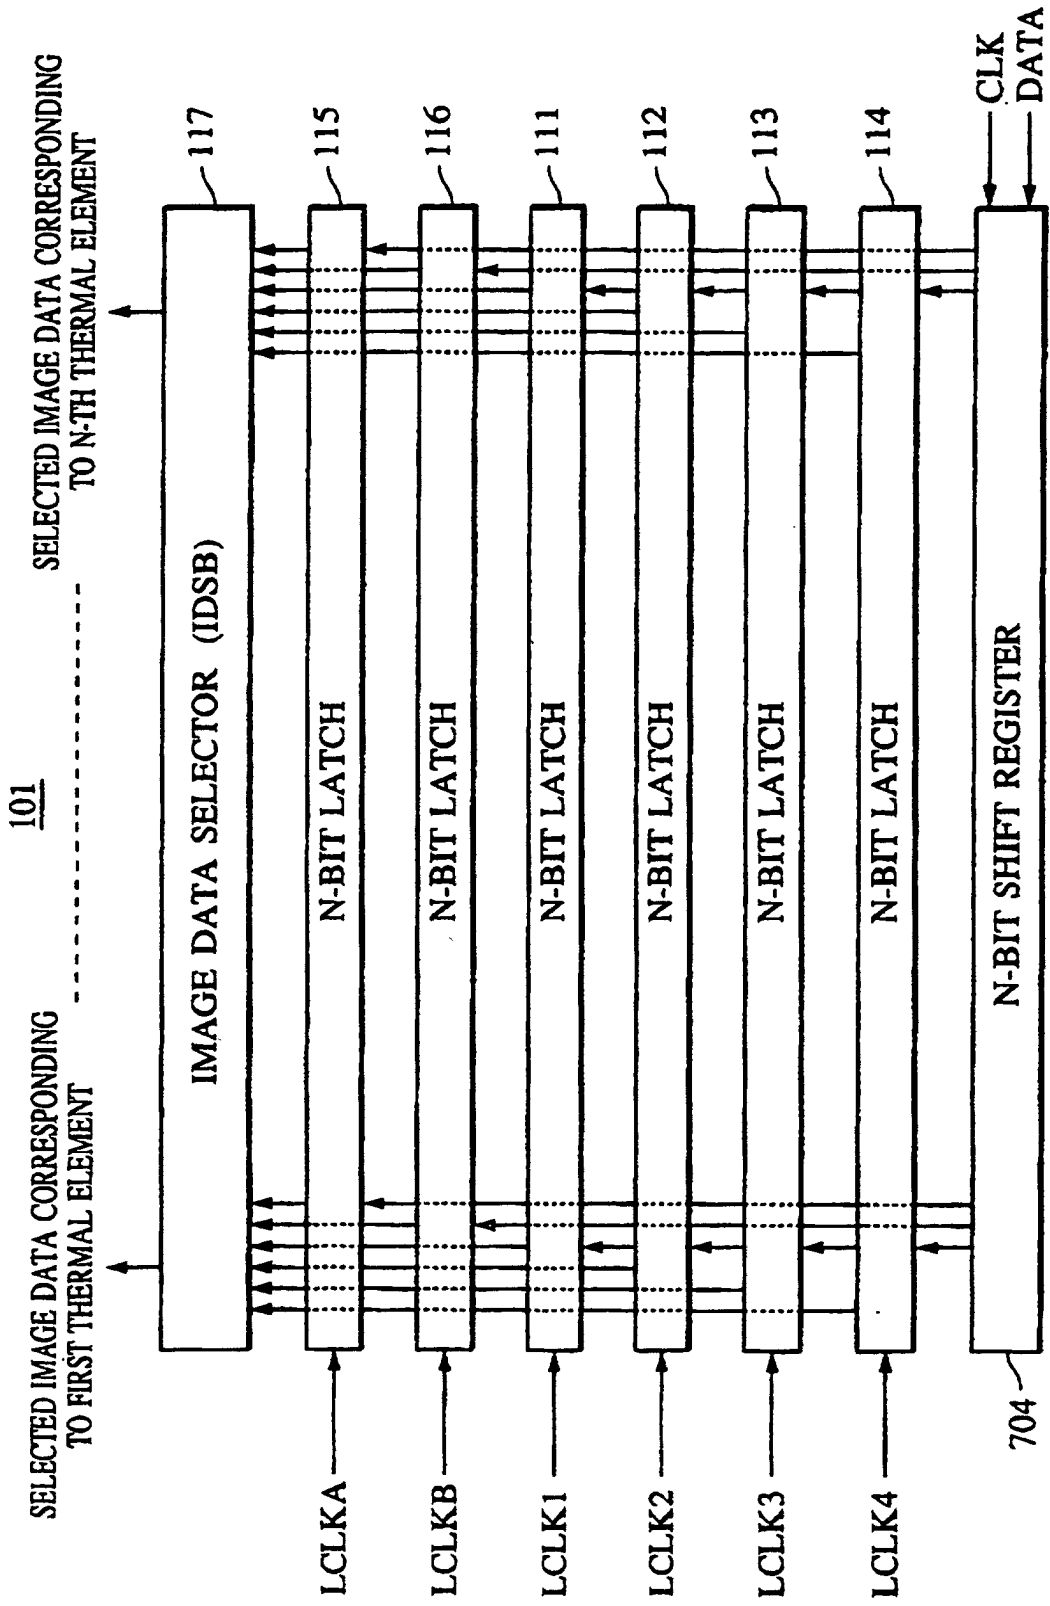 101
SELECTED IMAGE DATA CORRESPONDING
TO FIRST THERMAL ELEMENT
SELECTED IMAGE DATA CORRESPONDING
TO N-TH THERMAL ELEMENT
IMAGE DATA SELECTOR (IDSB)
117
LCLKA
N-BIT LATCH
115
LCLKB
N-BIT LATCH
116
LCLK1
N-BIT LATCH
111
LCLK2
N-BIT LATCH
112
LCLK3
N-BIT LATCH
113
LCLK4
N-BIT LATCH
114
704
N-BIT SHIFT REGISTER
CLK
DATA